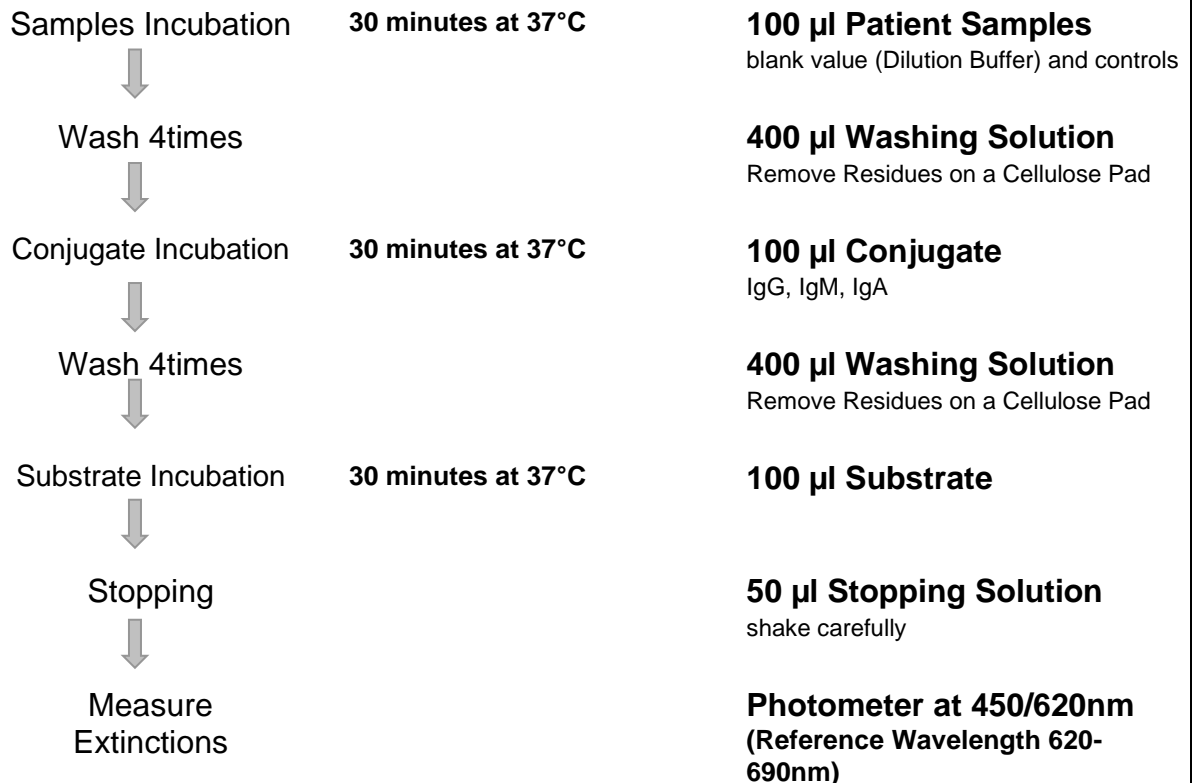 Samples Incubation 30 minutes at 37°C 100 µl Patient Samples
blank value (Dilution Buffer) and controls
Wash 4times 400 µl Washing Solution
Remove Residues on a Cellulose Pad
Conjugate Incubation 30 minutes at 37°C 100 µl Conjugate
IgG, IgM, IgA
Wash 4times 400 µl Washing Solution
Remove Residues on a Cellulose Pad
Substrate Incubation 30 minutes at 37°C 100 µl Substrate
Stopping 50 µl Stopping Solution
shake carefully
Measure
Extinctions
Photometer at 450/620nm
(Reference Wavelength 620-
690nm)